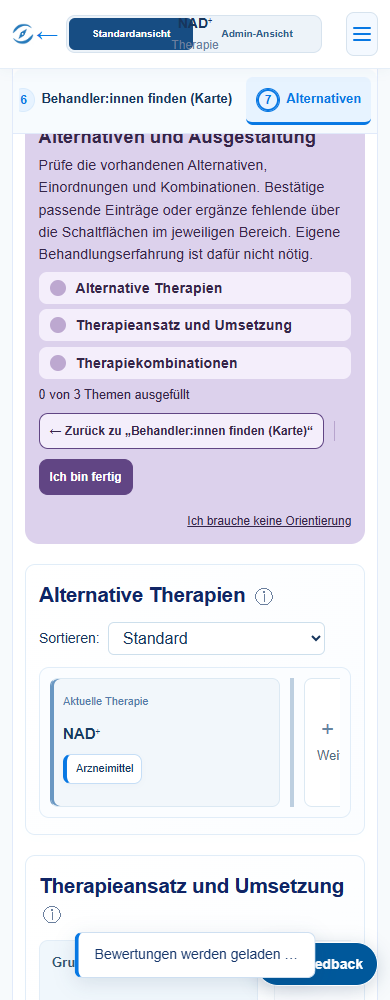 ←
Standardansicht
NAD⁺
Admin-Ansicht
Therapie
6 Behandler:innen finden (Karte)
7 Alternativen
Alternativen und Ausgestaltung
Prüfe die vorhandenen Alternativen,
Einordnungen und Kombinationen. Bestätige
passende Einträge oder ergänze fehlende über
die Schaltflächen im jeweiligen Bereich. Eigene
Behandlungserfahrung ist dafür nicht nötig.
Alternative Therapien
Therapieansatz und Umsetzung
Therapiekombinationen
0 von 3 Themen ausgefüllt
← Zurück zu „Behandler:innen finden (Karte)“
Ich bin fertig
Ich brauche keine Orientierung
Alternative Therapien ⓘ
Sortieren: Standard
Aktuelle Therapie
NAD⁺
Arzneimittel
+
Wei
Therapieansatz und Umsetzung
ⓘ
Gru
Bewertungen werden geladen …
edback